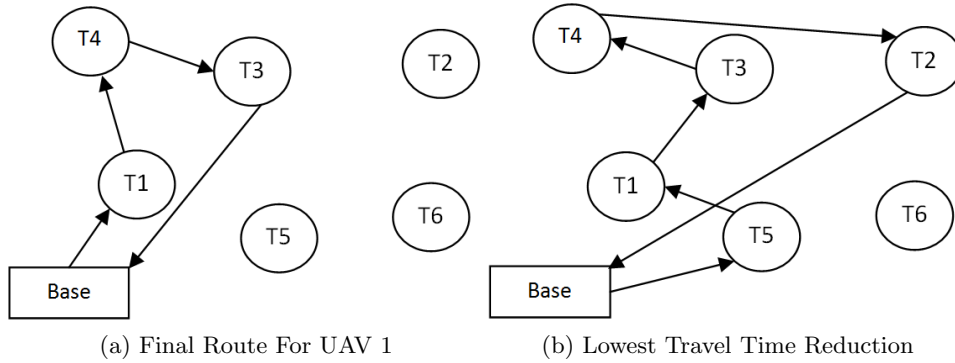 T4
T3
T2
T1
T6
T5
Base
(a) Final Route For UAV 1
T4
T2
T3
T1
T6
T5
Base
(b) Lowest Travel Time Reduction